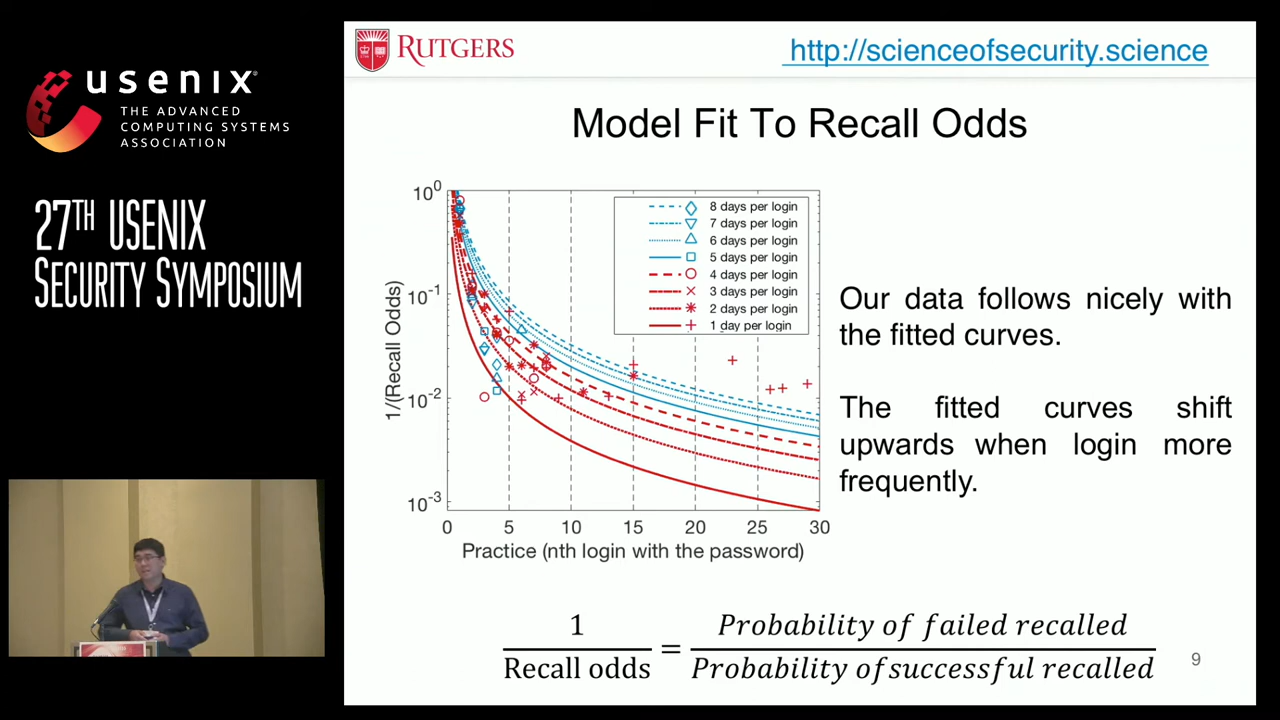 usenix®
THE ADVANCED
COMPUTING SYSTEMS
ASSOCIATION
27TH USENIX
SECURITY SYMPOSIUM
RUTGERS
http://scienceofsecurity.science
Model Fit To Recall Odds
8 days per login
7 days per login
6 days per login
5 days per login
4 days per login
3 days per login
2 days per login
1 day per login
1/(Recall Odds)
10^0
10^-1
10^-2
10^-3
0 5 10 15 20 25 30
Practice (nth login with the password)
Our data follows nicely with
the fitted curves.
The fitted curves shift
upwards when login more
frequently.
1
Recall odds
=
Probability of failed recalled
Probability ofsuccessful recalled
9